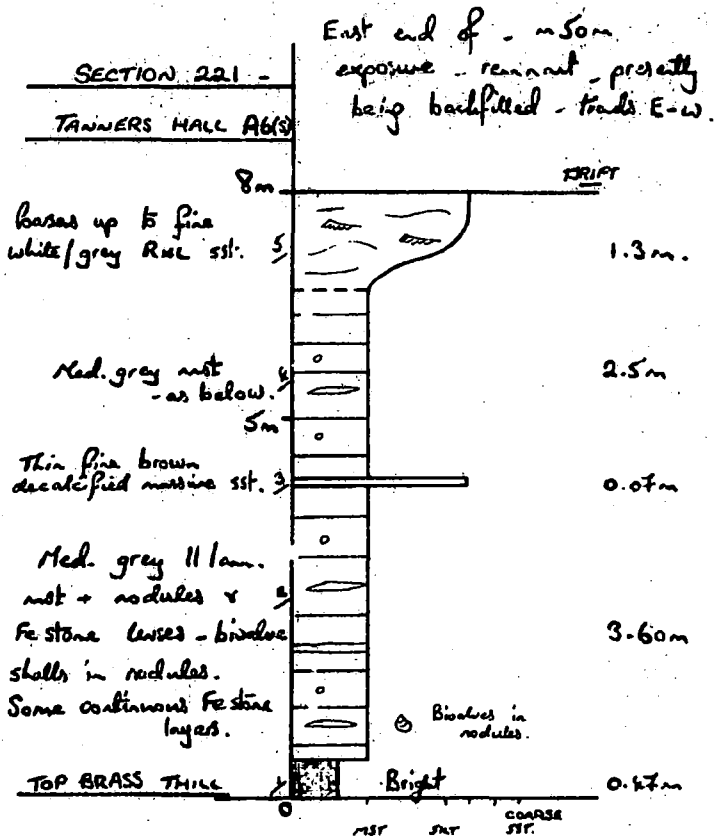 East end of - ~50m
exposure - remnant - presently
being backfilled - trends E-W.
SECTION 221 -
TANNERS HALL A6(S)
DRIFT
8m
Passes up to fine
white/grey RXL sst. 5
1.3m.
Med. grey mst
- as below. 4
2.5m
5m
Thin fine brown
decalcified massive sst. 3
0.07m
Med. grey // lam.
mst + nodules & 2
Fe stone lenses - bivalve
shells in nodules.
Some continuous Fe stone
layers.
3.60m
Bivalves in
nodules.
TOP BRASS THILL 1
Bright
0.47m
0
MST SLT COARSE
SST.